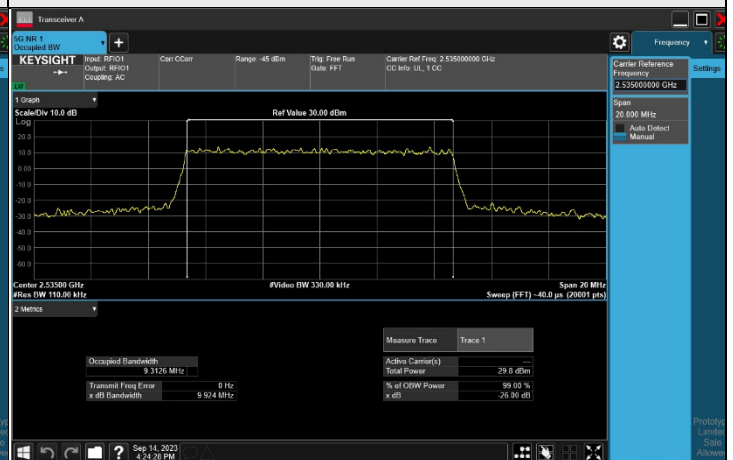 Transceiver A
5G NR 1
Occupied BW
Frequency
KEYSIGHT
Input: RFIO1
Output: RFIO1
Coupling: AC
Corr CCorr
Range: -45 dBm
Trig: Free Run
Gate: FFT
Carrier Ref Freq: 2.535000000 GHz
CC Info: UL, 1 CC
Carrier Reference
Frequency
2.535000000 GHz
Settings
Span
20.000 MHz
Auto Detect
Manual
1 Graph
Scale/Div 10.0 dB
Ref Value 30.00 dBm
Log
20.0
10.0
0.00
-10.0
-20.0
-30.0
-40.0
-50.0
-60.0
Center 2.53500 GHz
#Video BW 330.00 kHz
Span 20 MHz
#Res BW 110.00 kHz
Sweep (FFT) ~40.0 µs (20001 pts)
2 Metrics
Measure Trace
Trace 1
Occupied Bandwidth
9.3126 MHz
Active Carrier(s)
---
Total Power
29.8 dBm
Transmit Freq Error
0 Hz
x dB Bandwidth
9.924 MHz
% of OBW Power
99.00 %
x dB
-26.00 dB
Sep 14, 2023
4:24:26 PM
?